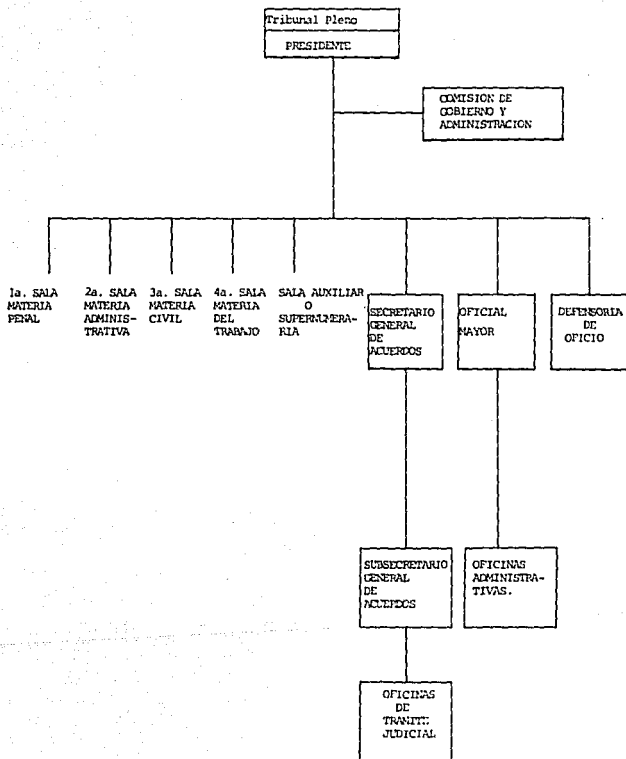 Tribunal Pleno
PRESIDENTE
COMISION DE
GOBIERNO Y
ADMINISTRACION
1a. SALA
MATERIA
PENAL
2a. SALA
MATERIA
ADMINIS-
TRATIVA
3a. SALA
MATERIA
CIVIL
4a. SALA
MATERIA
DEL
TRABAJO
SALA AUXILIAR
O
SUPERNUMERA-
RIA
SECRETARIO
GENERAL
DE
ACUERDOS
OFICIAL
MAYOR
DEFENSORIA
DE
OFICIO
SUBSECRETARIO
GENERAL
DE
ACUERDOS
OFICINAS
ADMINISTRA-
TIVAS.
OFICINAS
DE
TRAMITE
JUDICIAL